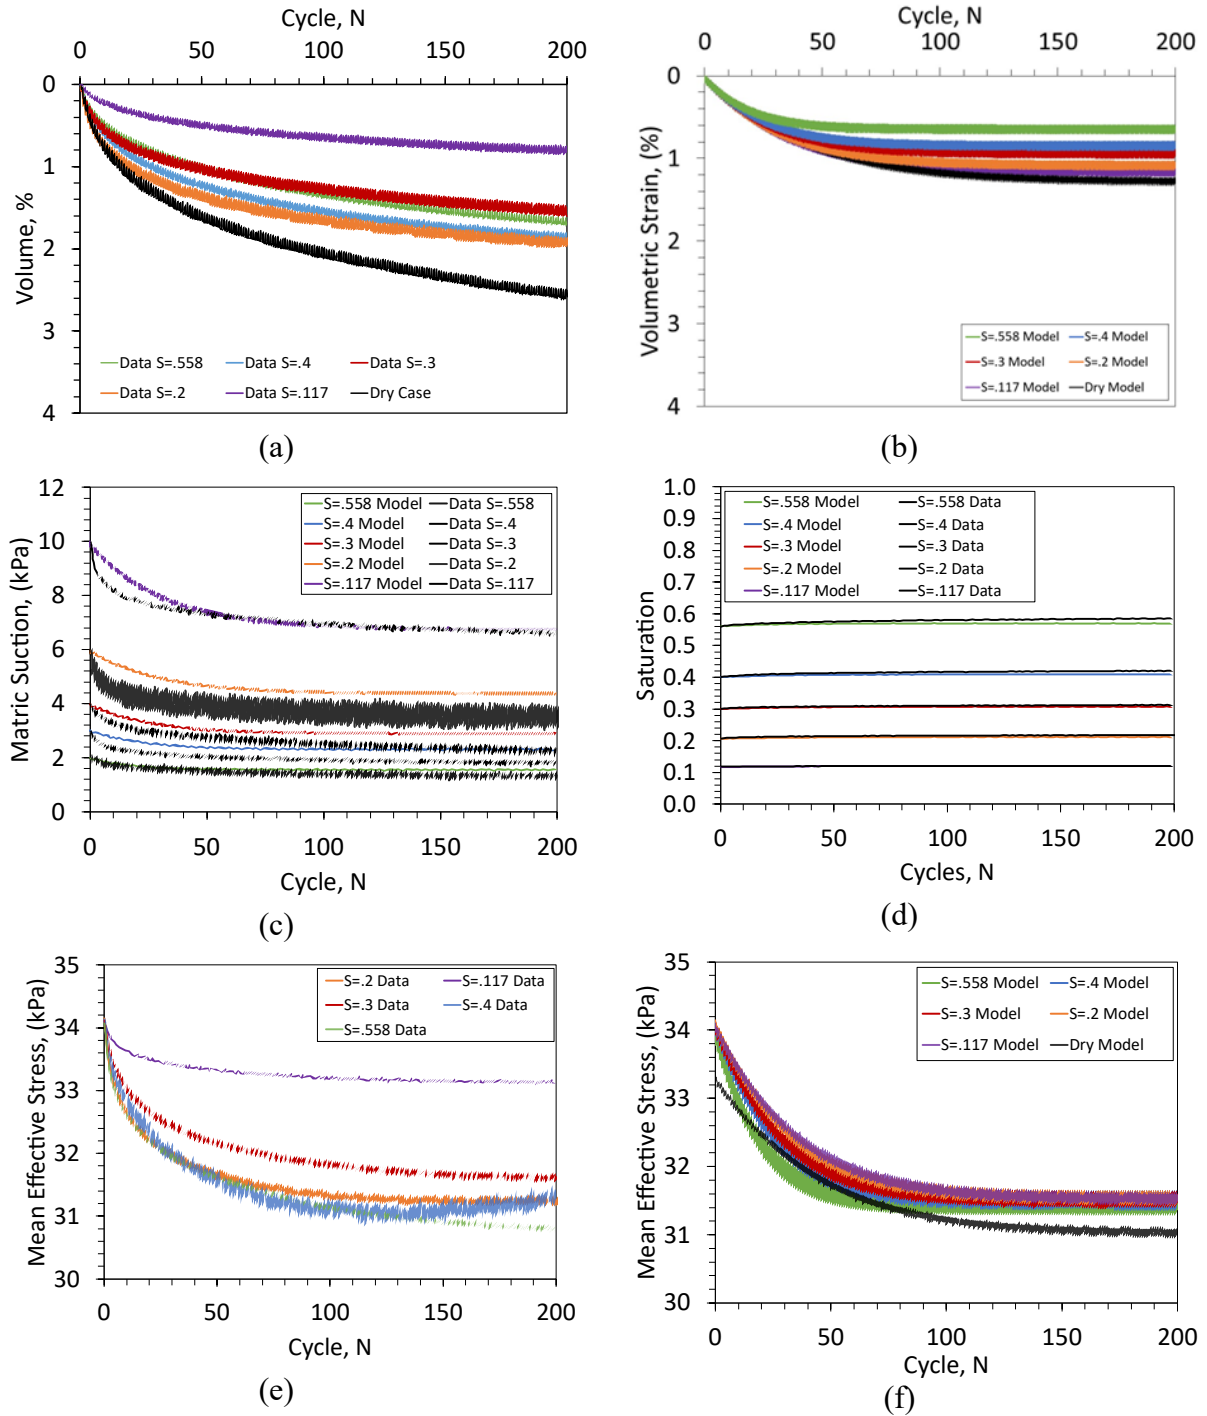 Cycle, N
0 50 100 150 200
0
1
2
3
4
Volume, %
Data S=.558 Data S=.4 Data S=.3
Data S=.2 Data S=.117 Dry Case
(a)
Cycle, N
0 50 100 150 200
0
1
2
3
4
Volumetric Strain, (%)
S=.558 Model S=.4 Model
S=.3 Model S=.2 Model
S=.117 Model Dry Model
(b)
12
10
8
6
4
2
0
Matric Suction, (kPa)
S=.558 Model Data S=.558
S=.4 Model Data S=.4
S=.3 Model Data S=.3
S=.2 Model Data S=.2
S=.117 Model Data S=.117
0 50 100 150 200
Cycle, N
(c)
1.0
0.9
0.8
0.7
0.6
0.5
0.4
0.3
0.2
0.1
0.0
Saturation
S=.558 Model S=.558 Data
S=.4 Model S=.4 Data
S=.3 Model S=.3 Data
S=.2 Model S=.2 Data
S=.117 Model S=.117 Data
0 50 100 150 200
Cycles, N
(d)
35
34
33
32
31
30
Mean Effective Stress, (kPa)
S=.2 Data S=.117 Data
S=.3 Data S=.4 Data
S=.558 Data
0 50 100 150 200
Cycle, N
(e)
35
34
33
32
31
30
Mean Effective Stress, (kPa)
S=.558 Model S=.4 Model
S=.3 Model S=.2 Model
S=.117 Model Dry Model
0 50 100 150 200
Cycle, N
(f)